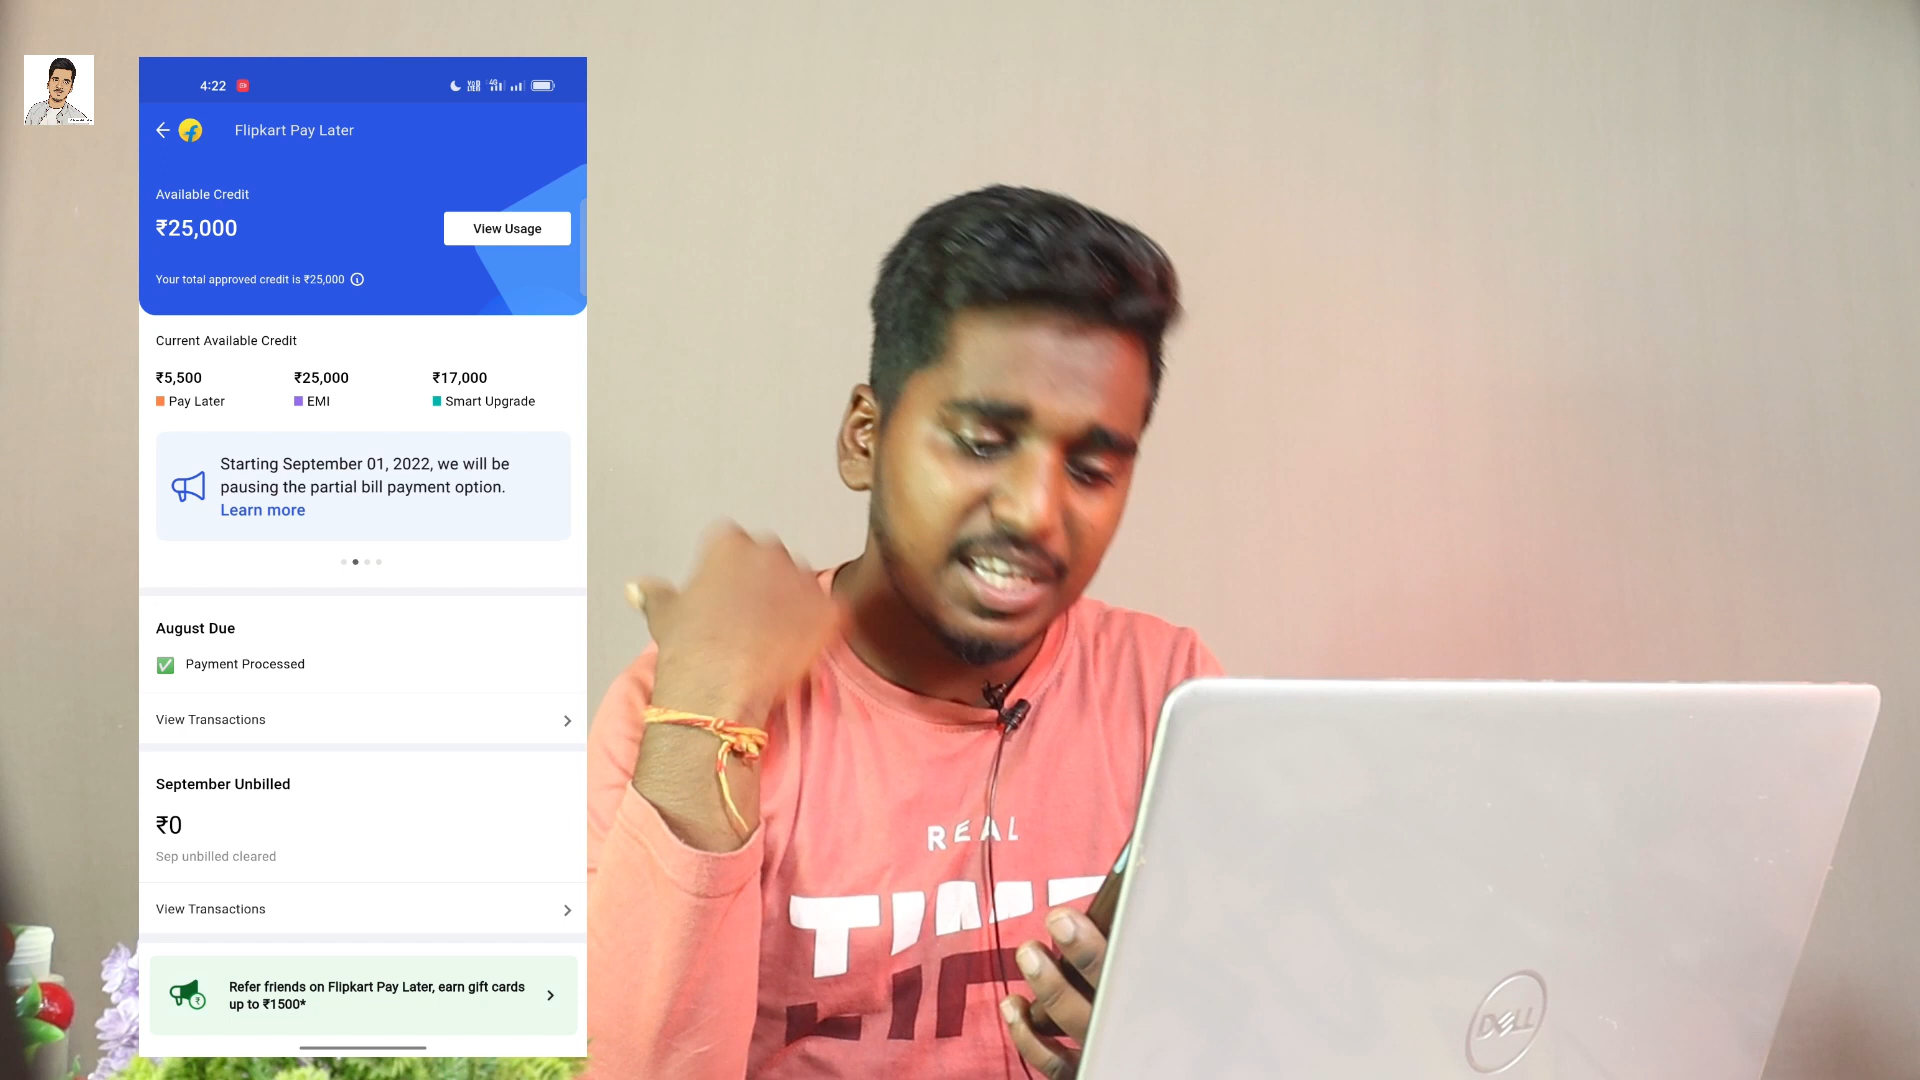 4:22
Flipkart Pay Later
Available Credit
₹25,000
View Usage
Your total approved credit is ₹25,000
Current Available Credit
₹5,500 ₹25,000 ₹17,000
Pay Later EMI Smart Upgrade
Starting September 01, 2022, we will be
pausing the partial bill payment option.
Learn more
August Due
Payment Processed
View Transactions
September Unbilled
₹0
Sep unbilled cleared
View Transactions
Refer friends on Flipkart Pay Later, earn gift cards
up to ₹1500*
REAL
DELL